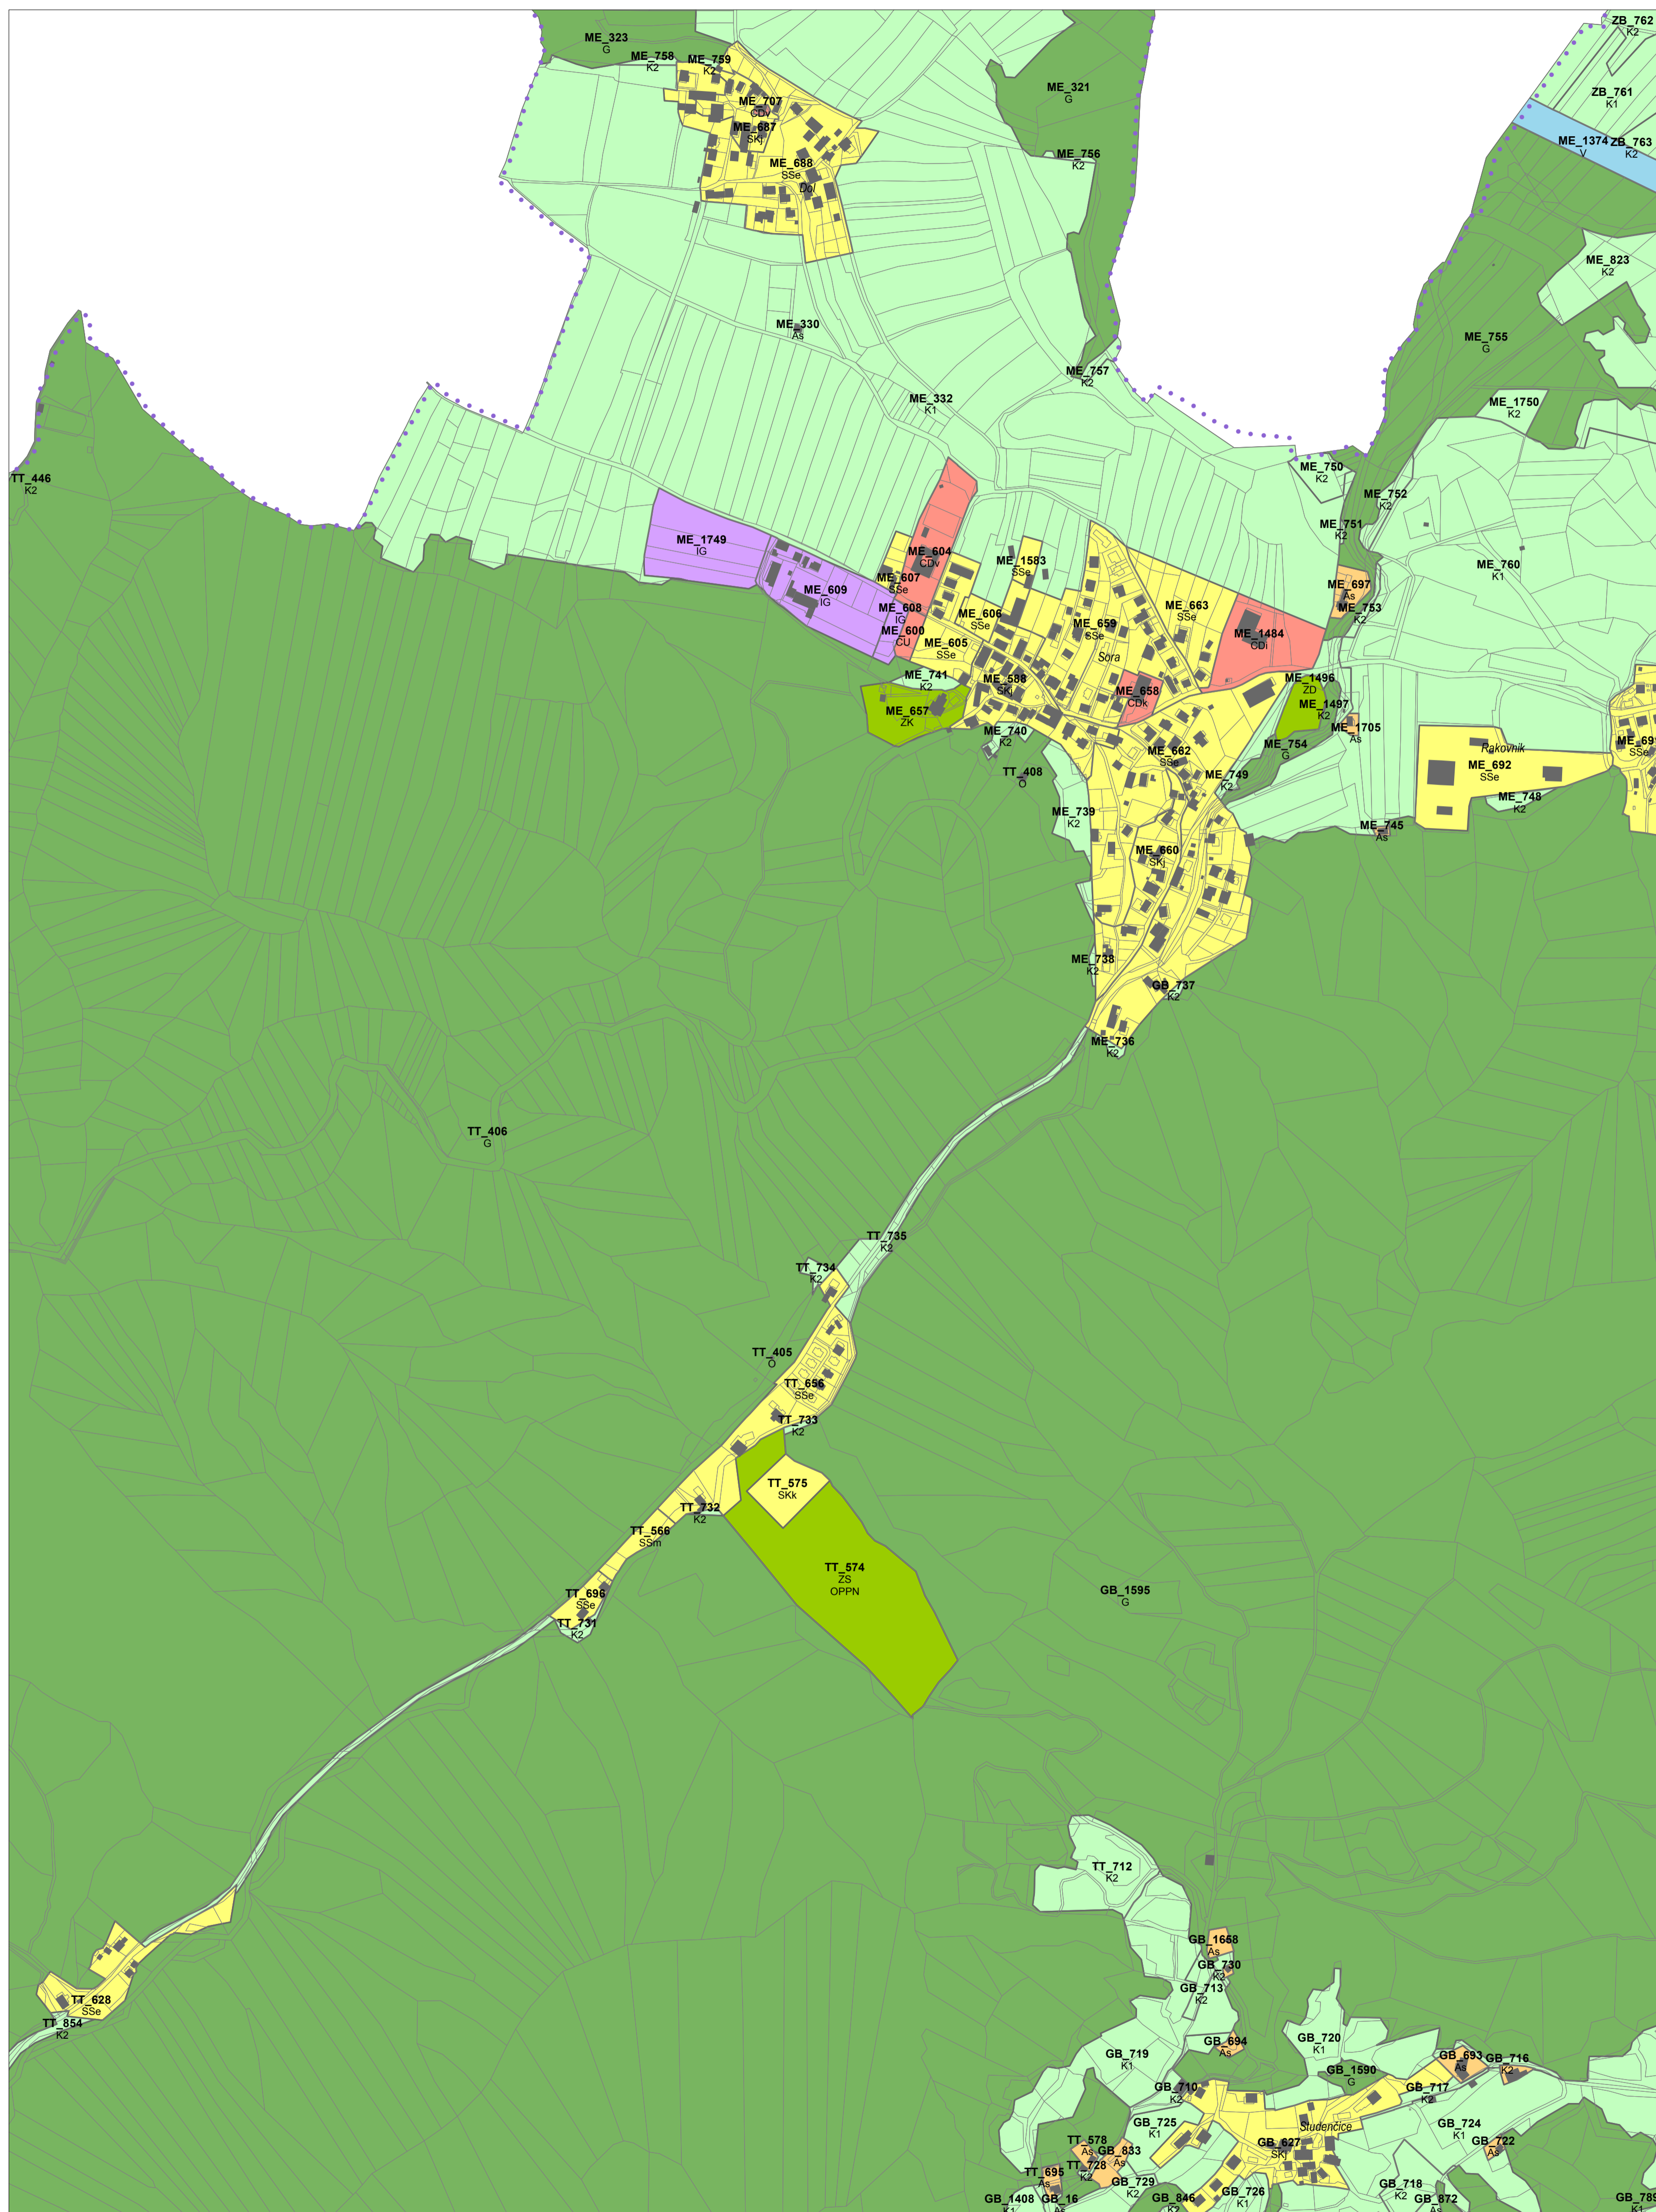 ZB_762
K2
ME_323
G
ME_758
K2
ME_759
K2
ME_321
G
ZB_761
K1
ME_707
CDv
ME_687
SKj
ME_1374
V
ZB_763
K2
ME_756
K2
ME_688
SSe
Dol
ME_823
K2
ME_330
As
ME_755
G
ME_757
K2
ME_332
K1
ME_1750
K2
TT_446
K2
ME_750
K2
ME_752
K2
ME_751
K2
ME_1749
IG
ME_604
CDv
ME_1583
SSe
ME_760
K1
ME_607
SSe
ME_697
As
ME_609
IG
ME_608
IG
ME_606
SSe
ME_663
SSe
ME_753
K2
ME_659
SSe
ME_600
CU
ME_1484
CDi
ME_605
SSe
Sora
ME_741
K2
ME_588
SKj
ME_1496
ZD
ME_658
CDk
ME_657
ZK
ME_1497
K2
ME_740
K2
ME_1705
As
ME_754
G
ME_662
SSe
Rakovnik
ME_699
SSe
ME_692
SSe
TT_408
O
ME_749
K2
ME_748
K2
ME_739
K2
ME_745
As
ME_660
SKj
ME_738
K2
GB_737
K2
ME_736
K2
TT_406
G
TT_735
K2
TT_734
K2
TT_405
O
TT_656
SSe
TT_733
K2
TT_575
SKk
TT_732
K2
TT_566
SSm
TT_574
ZS
OPPN
GB_1595
G
TT_696
SSe
TT_731
K2
TT_712
K2
GB_1668
As
GB_730
K2
GB_713
K2
TT_628
SSe
TT_854
K2
GB_694
As
GB_720
K1
GB_719
K1
GB_693
As
GB_716
K2
GB_1590
G
GB_710
K2
GB_717
K2
GB_725
K1
Studenčice
GB_724
K1
GB_627
SKj
TT_578
As
GB_833
As
GB_722
As
TT_728
K2
TT_695
As
GB_729
K2
GB_718
K2
GB_1408
K1
GB_16
As
GB_846
K2
GB_726
K1
GB_872
As
GB_789
K1